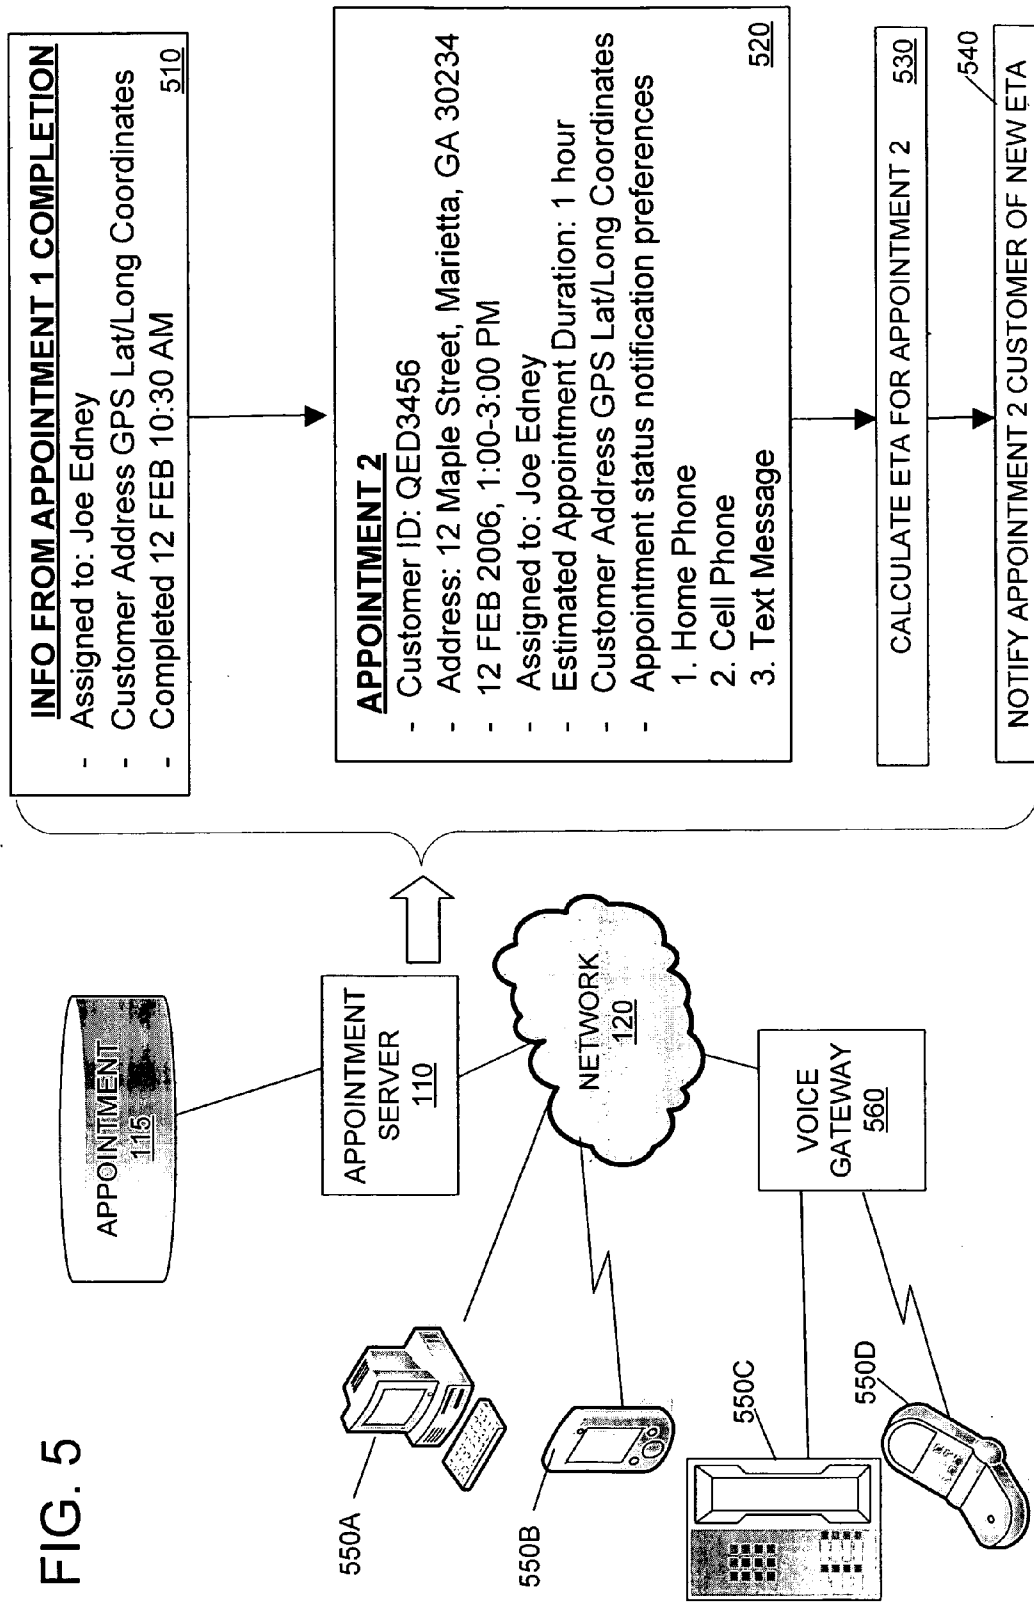 FIG. 5
APPOINTMENT
115
APPOINTMENT
SERVER
110
NETWORK
120
VOICE
GATEWAY
560
550A
550B
550C
550D
INFO FROM APPOINTMENT 1 COMPLETION
- Assigned to: Joe Edney
- Customer Address GPS Lat/Long Coordinates
- Completed 12 FEB 10:30 AM
510
APPOINTMENT 2
- Customer ID: QED3456
- Address: 12 Maple Street, Marietta, GA 30234
- 12 FEB 2006, 1:00-3:00 PM
- Assigned to: Joe Edney
- Estimated Appointment Duration: 1 hour
- Customer Address GPS Lat/Long Coordinates
- Appointment status notification preferences
1. Home Phone
2. Cell Phone
3. Text Message
520
CALCULATE ETA FOR APPOINTMENT 2
530
NOTIFY APPOINTMENT 2 CUSTOMER OF NEW ETA
540